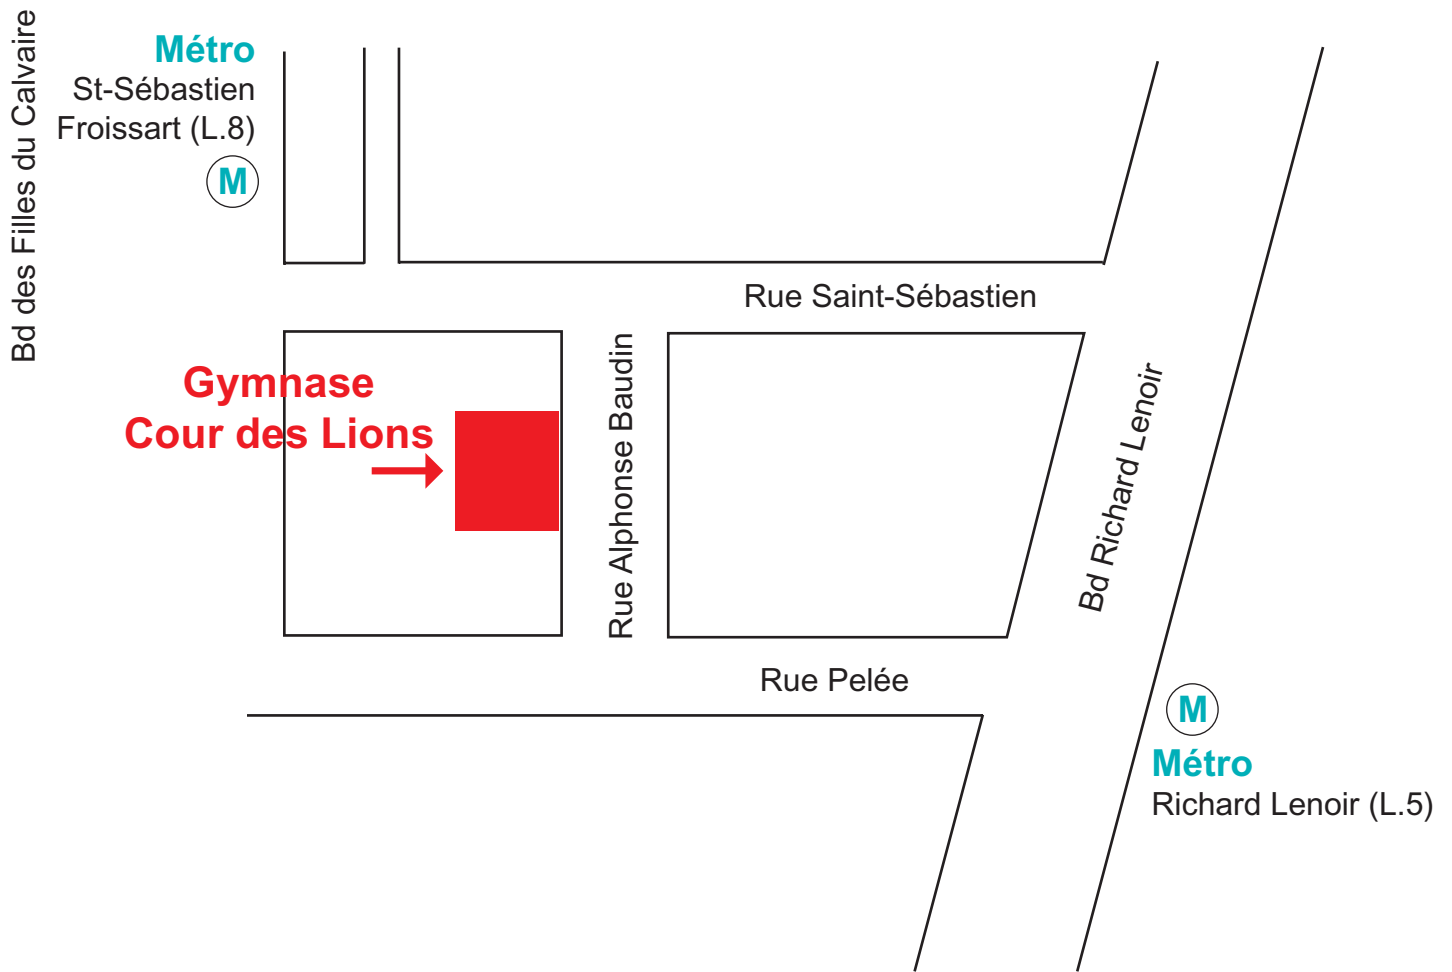 Bd des Filles du Calvaire
Métro
St-Sébastien
Froissart (L.8)
M
Rue Saint-Sébastien
Gymnase
Cour des Lions
Rue Alphonse Baudin
Bd Richard Lenoir
Rue Pelée
M
Métro
Richard Lenoir (L.5)